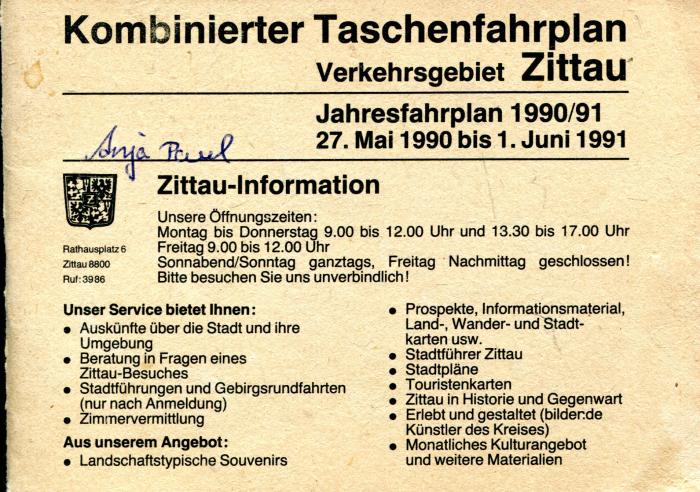 Kombinierter Taschenfahrplan
Verkehrsgebiet Zittau
Jahresfahrplan 1990/91
27. Mai 1990 bis 1. Juni 1991
Anja Pavel
Zittau-Information
Unsere Öffnungszeiten:
Montag bis Donnerstag 9.00 bis 12.00 Uhr und 13.30 bis 17.00 Uhr
Freitag 9.00 bis 12.00 Uhr
Sonnabend/Sonntag ganztags, Freitag Nachmittag geschlossen!
Bitte besuchen Sie uns unverbindlich!
Rathausplatz 6
Zittau 8800
Ruf: 39 86
Unser Service bietet Ihnen:
● Auskünfte über die Stadt und ihre
Umgebung
● Beratung in Fragen eines
Zittau-Besuches
● Stadtführungen und Gebirgsrundfahrten
(nur nach Anmeldung)
● Zimmervermittlung
Aus unserem Angebot:
● Landschaftstypische Souvenirs
● Prospekte, Informationsmaterial,
Land-, Wander- und Stadt-
karten usw.
● Stadtführer Zittau
● Stadtpläne
● Touristenkarten
● Zittau in Historie und Gegenwart
● Erlebt und gestaltet (bilder:de
Künstler des Kreises)
● Monatliches Kulturangebot
und weitere Materialien